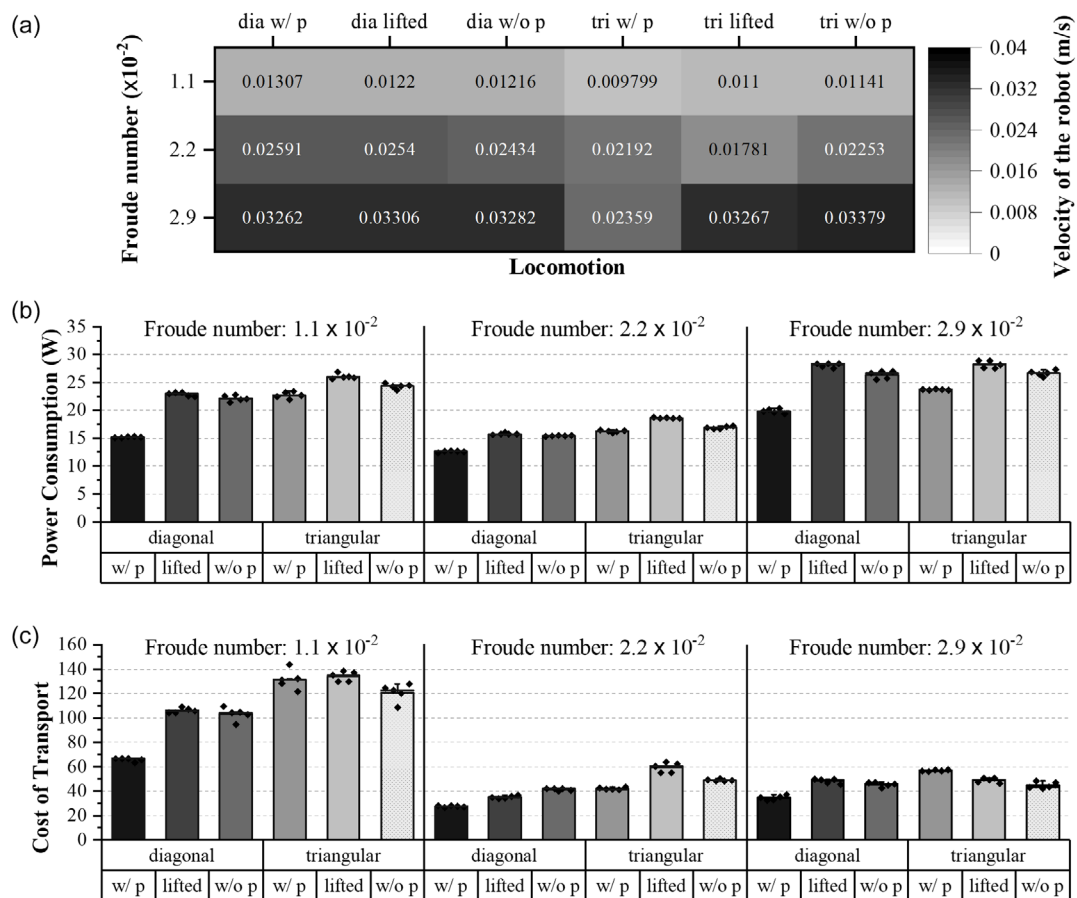 (a)
dia w/ p dia lifted dia w/o p tri w/ p tri lifted tri w/o p
Froude number (x10⁻²)
1.1 0.01307 0.0122 0.01216 0.009799 0.011 0.01141
2.2 0.02591 0.0254 0.02434 0.02192 0.01781 0.02253
2.9 0.03262 0.03306 0.03282 0.02359 0.03267 0.03379
Locomotion
0.04
0.032
0.024
0.016
0.008
0
Velocity of the robot (m/s)
(b)
Power Consumption (W)
35
30
25
20
15
10
5
0
Froude number: 1.1 x 10⁻² Froude number: 2.2 x 10⁻² Froude number: 2.9 x 10⁻²
diagonal triangular diagonal triangular diagonal triangular
w/ p lifted w/o p w/ p lifted w/o p w/ p lifted w/o p w/ p lifted w/o p w/ p lifted w/o p w/ p lifted w/o p
(c)
Cost of Transport
160
140
120
100
80
60
40
20
0
Froude number: 1.1 x 10⁻² Froude number: 2.2 x 10⁻² Froude number: 2.9 x 10⁻²
diagonal triangular diagonal triangular diagonal triangular
w/ p lifted w/o p w/ p lifted w/o p w/ p lifted w/o p w/ p lifted w/o p w/ p lifted w/o p w/ p lifted w/o p